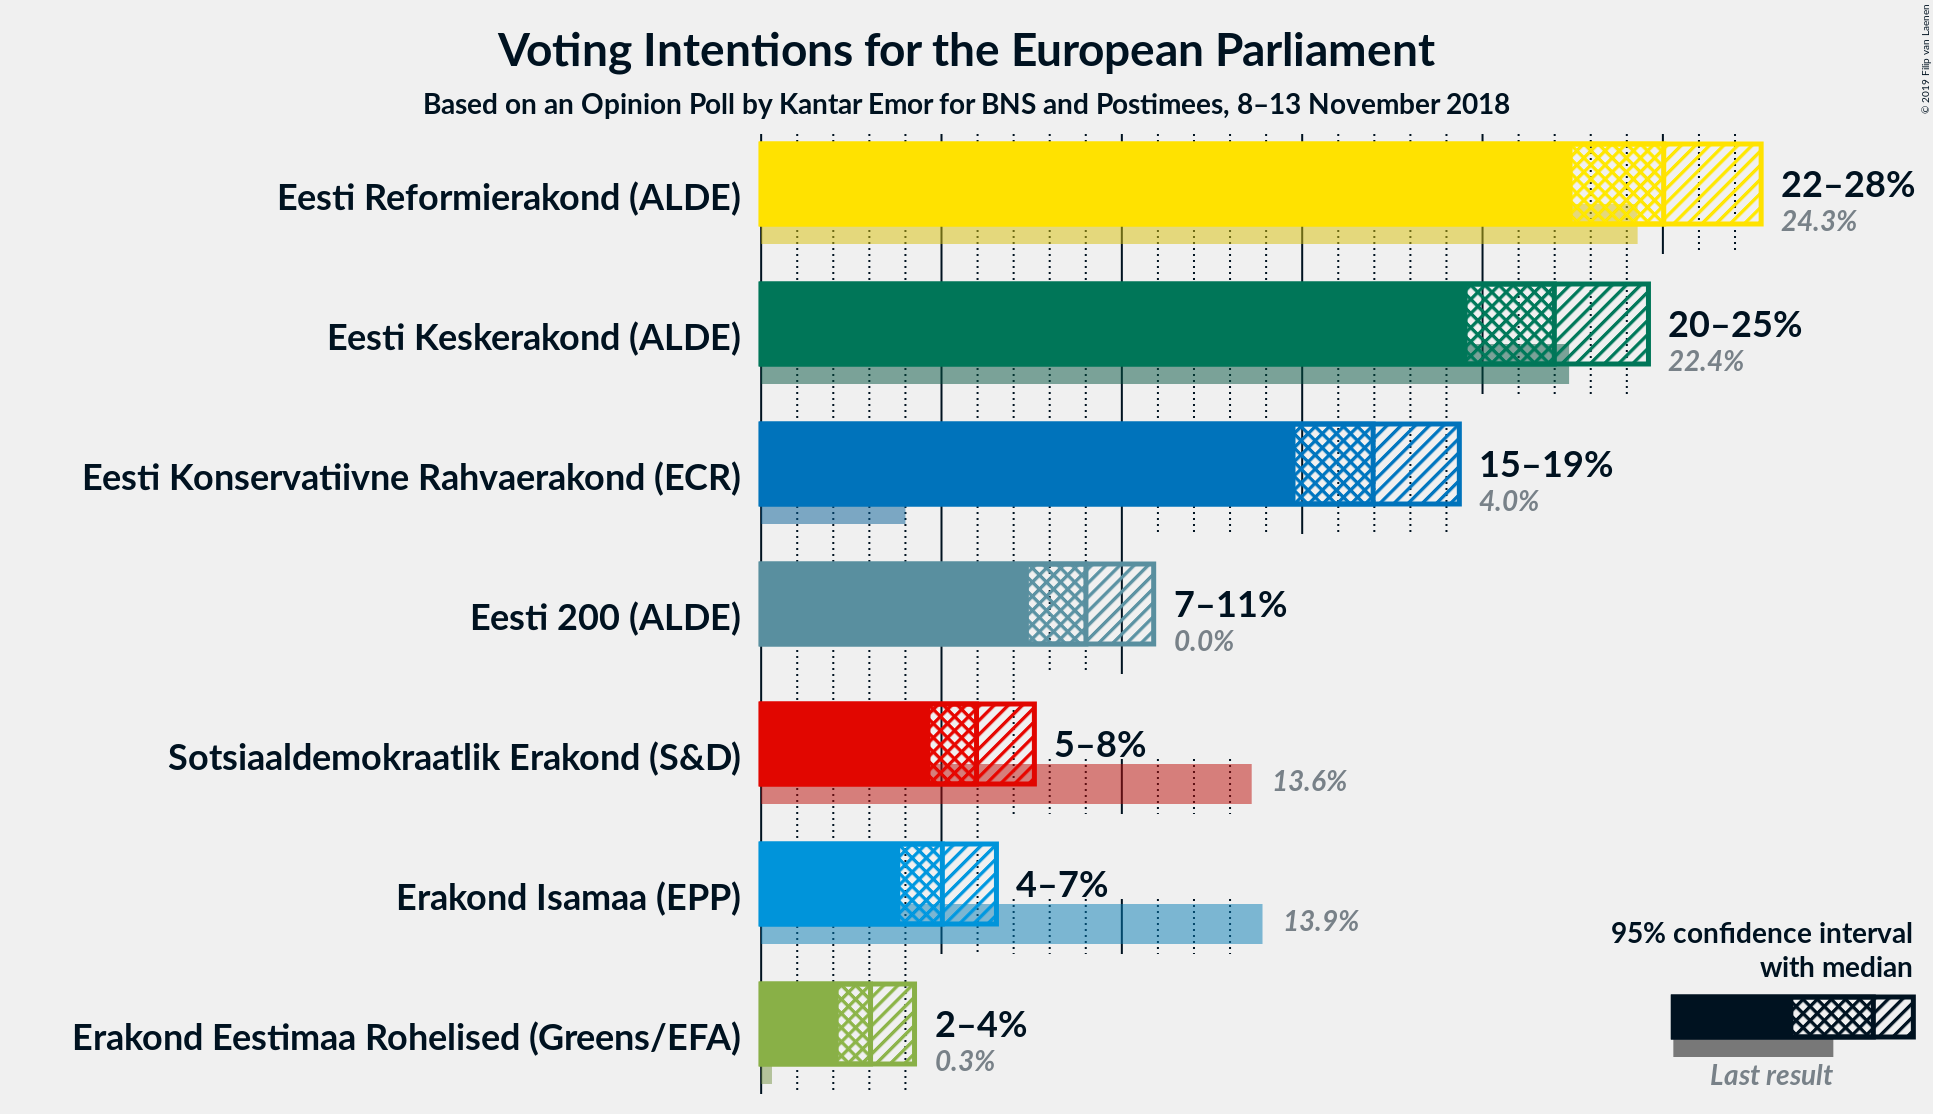 Voting Intentions for the European Parliament
Based on an Opinion Poll by Kantar Emor for BNS and Postimees, 8–13 November 2018
© 2019 Filip van Laenen
Eesti Reformierakond (ALDE)
22–28%
24.3%
Eesti Keskerakond (ALDE)
20–25%
22.4%
Eesti Konservatiivne Rahvaerakond (ECR)
15–19%
4.0%
Eesti 200 (ALDE)
7–11%
0.0%
Sotsiaaldemokraatlik Erakond (S&D)
5–8%
13.6%
Erakond Isamaa (EPP)
4–7%
13.9%
Erakond Eestimaa Rohelised (Greens/EFA)
2–4%
0.3%
95% confidence interval
with median
Last result